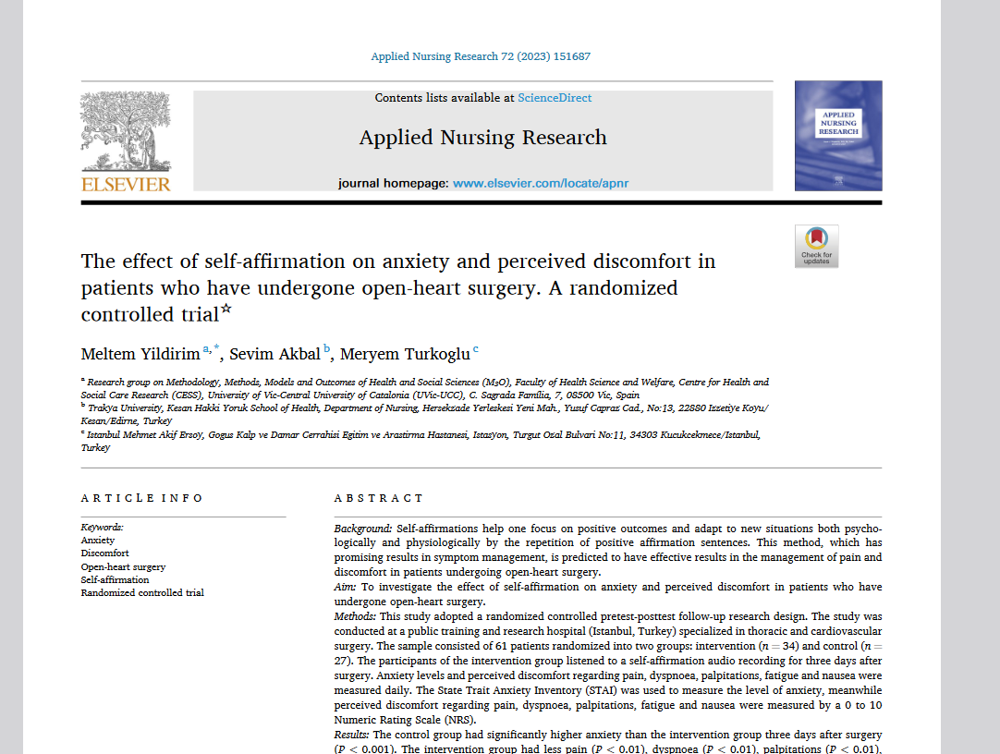 Applied Nursing Research 72 (2023) 151687
Contents lists available at ScienceDirect
Applied Nursing Research
journal homepage: www.elsevier.com/locate/apnr
ELSEVIER
APPLIED
NURSING
RESEARCH
Check for
updates
The effect of self-affirmation on anxiety and perceived discomfort in
patients who have undergone open-heart surgery. A randomized
controlled trial☆
Meltem Yildirim a,*, Sevim Akbal b, Meryem Turkoglu c
a Research group on Methodology, Methods, Models and Outcomes of Health and Social Sciences (M₃O), Faculty of Health Science and Welfare, Centre for Health and
Social Care Research (CESS), University of Vic-Central University of Catalonia (UVic-UCC), C. Sagrada Família, 7, 08500 Vic, Spain
b Trakya University, Kesan Hakki Yoruk School of Health, Department of Nursing, Hersekzade Yerleskesi Yeni Mah., Yusuf Capraz Cad., No:13, 22880 Izzetiye Koyu/
Kesan/Edirne, Turkey
c Istanbul Mehmet Akif Ersoy, Gogus Kalp ve Damar Cerrahisi Egitim ve Arastirma Hastanesi, Istasyon, Turgut Ozal Bulvari No:11, 34303 Kucukcekmece/Istanbul,
Turkey
ARTICLE INFO
Keywords:
Anxiety
Discomfort
Open-heart surgery
Self-affirmation
Randomized controlled trial
ABSTRACT
Background: Self-affirmations help one focus on positive outcomes and adapt to new situations both psycho-
logically and physiologically by the repetition of positive affirmation sentences. This method, which has
promising results in symptom management, is predicted to have effective results in the management of pain and
discomfort in patients undergoing open-heart surgery.
Aim: To investigate the effect of self-affirmation on anxiety and perceived discomfort in patients who have
undergone open-heart surgery.
Methods: This study adopted a randomized controlled pretest-posttest follow-up research design. The study was
conducted at a public training and research hospital (Istanbul, Turkey) specialized in thoracic and cardiovascular
surgery. The sample consisted of 61 patients randomized into two groups: intervention (n = 34) and control (n =
27). The participants of the intervention group listened to a self-affirmation audio recording for three days after
surgery. Anxiety levels and perceived discomfort regarding pain, dyspnoea, palpitations, fatigue and nausea were
measured daily. The State Trait Anxiety Inventory (STAI) was used to measure the level of anxiety, meanwhile
perceived discomfort regarding pain, dyspnoea, palpitations, fatigue and nausea were measured by a 0 to 10
Numeric Rating Scale (NRS).
Results: The control group had significantly higher anxiety than the intervention group three days after surgery
(P < 0.001). The intervention group had less pain (P < 0.01), dyspnoea (P < 0.01), palpitations (P < 0.01),